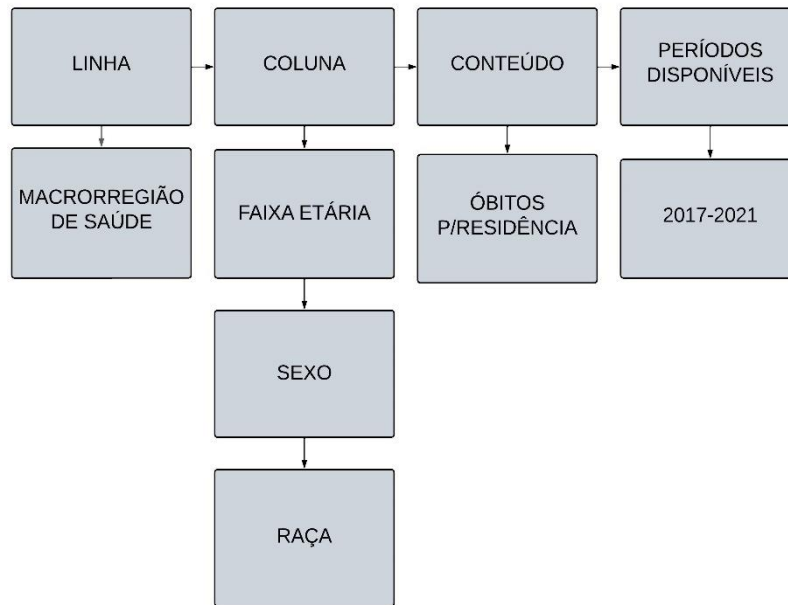 LINHA
COLUNA
CONTEÚDO
PERÍODOS
DISPONÍVEIS
MACRORREGIÃO
DE SAÚDE
FAIXA ETÁRIA
ÓBITOS
P/RESIDÊNCIA
2017-2021
SEXO
RAÇA